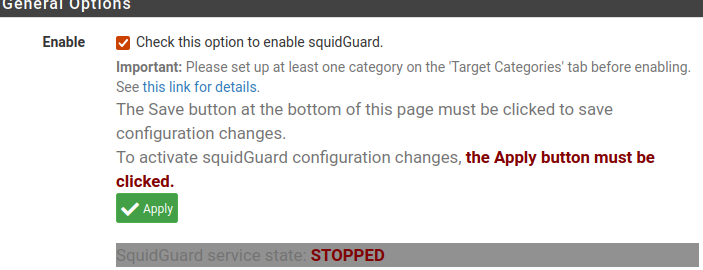 General Options
Enable
Check this option to enable squidGuard.
Important: Please set up at least one category on the 'Target Categories' tab before enabling.
See this link for details.
The Save button at the bottom of this page must be clicked to save
configuration changes.
To activate squidGuard configuration changes, the Apply button must be
clicked.
Apply
SquidGuard service state: STOPPED